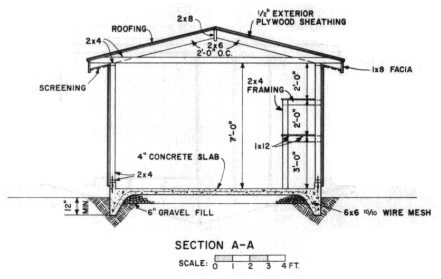 2x8
1/2" EXTERIOR
PLYWOOD SHEATHING
ROOFING
2x4
2x6
2'-0" O.C.
SCREENING
1x8 FACIA
2x4
FRAMING
2'-0"
2'-0"
7'-0"
1x12
3'-0"
4" CONCRETE SLAB
2x4
12"
MIN.
6" GRAVEL FILL
6x6 10/10 WIRE MESH
SECTION A-A
SCALE: 0 1 2 3 4 FT.